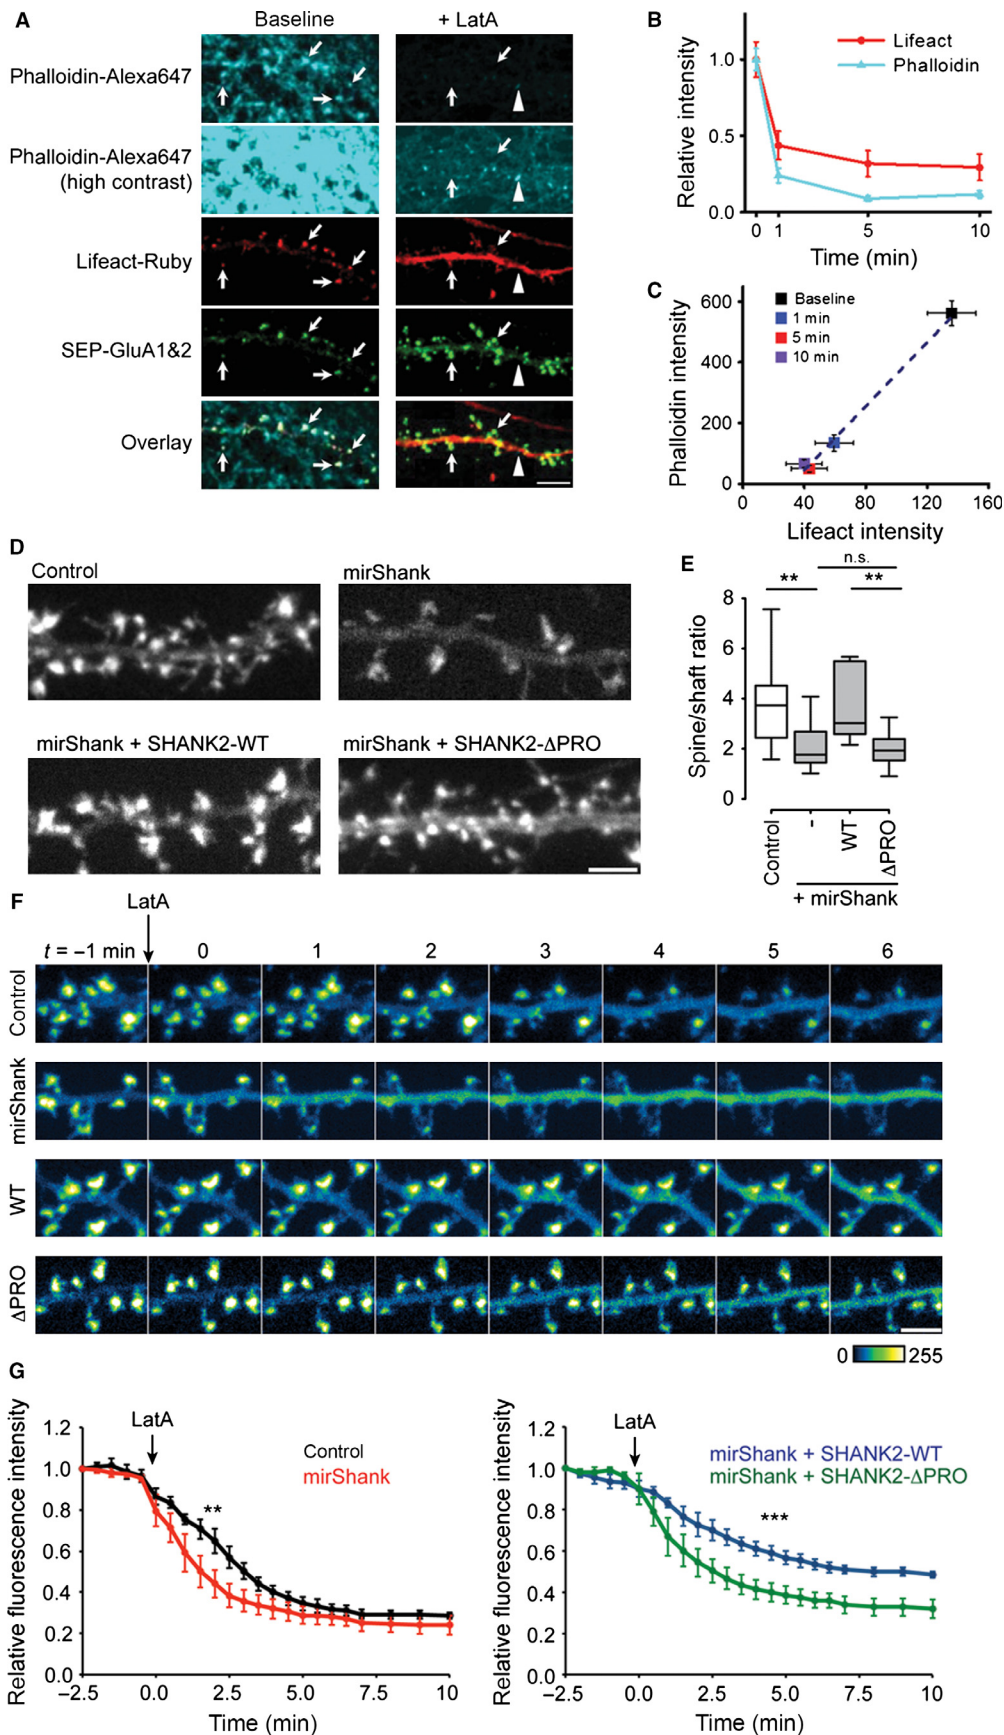 A
Baseline
+ LatA
Phalloidin-Alexa647
Phalloidin-Alexa647
(high contrast)
Lifeact-Ruby
SEP-GluA1&2
Overlay
B
Relative intensity
1.0
0.5
0.0
Lifeact
Phalloidin
0 1 5 10
Time (min)
C
Phalloidin intensity
600
400
200
0
Baseline
1 min
5 min
10 min
0 40 80 120 160
Lifeact intensity
D
Control
mirShank
mirShank + SHANK2-WT
mirShank + SHANK2-ΔPRO
E
Spine/shaft ratio
8
6
4
2
0
n.s.
** **
Control
-
WT
ΔPRO
+ mirShank
F
LatA
t = –1 min 0 1 2 3 4 5 6
Control
mirShank
WT
ΔPRO
0 255
G
Relative fluorescence intensity
1.2
1.0
0.8
0.6
0.4
0.2
0.0
LatA
Control
mirShank
**
–2.5 0.0 2.5 5.0 7.5 10
Time (min)
Relative fluorescence intensity
1.2
1.0
0.8
0.6
0.4
0.2
0.0
LatA
mirShank + SHANK2-WT
mirShank + SHANK2-ΔPRO
***
–2.5 0.0 2.5 5.0 7.5 10
Time (min)